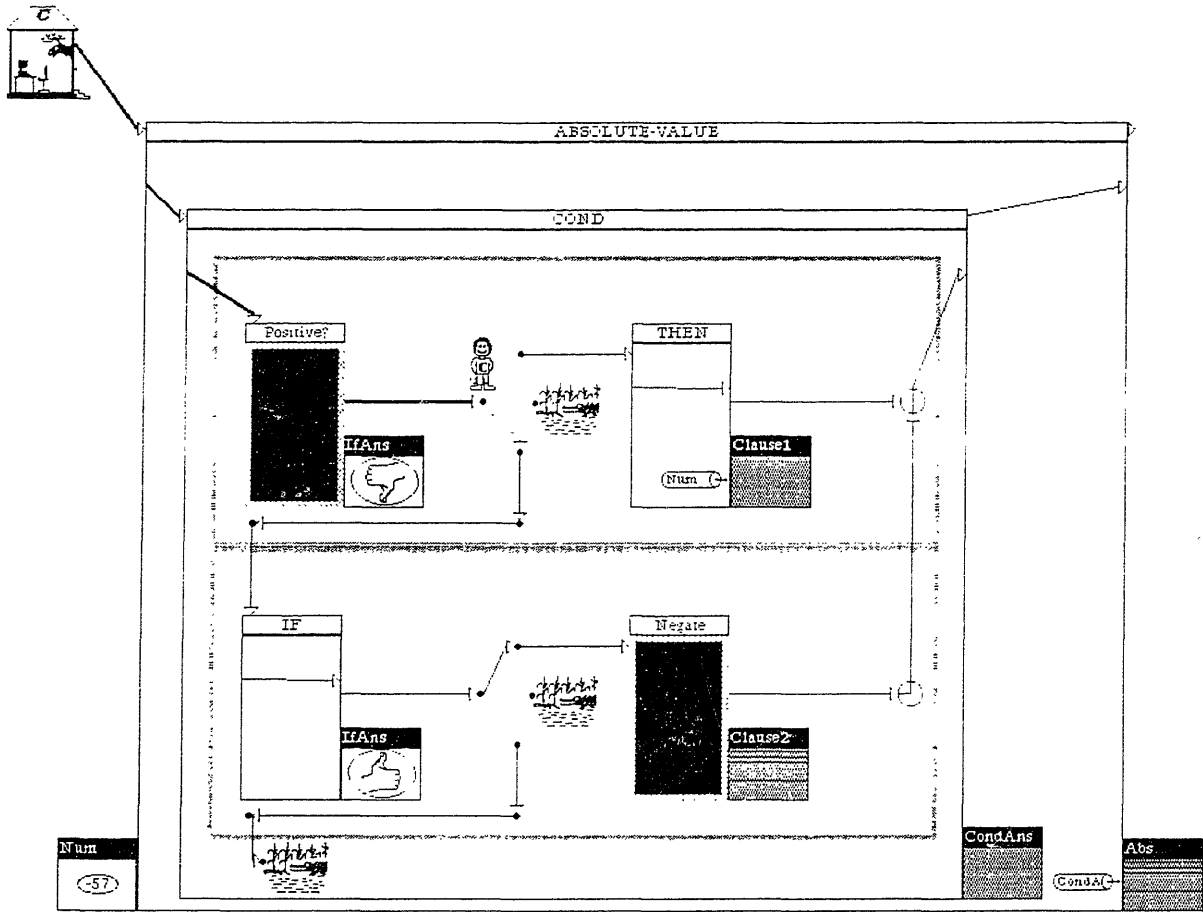 C
ABSOLUTE-VALUE
COND
Positive?
THEN
IfAns
Clause1
Num
IF
Negate
IfAns
Clause2
Num
-57
CondAns
CondA
Abs